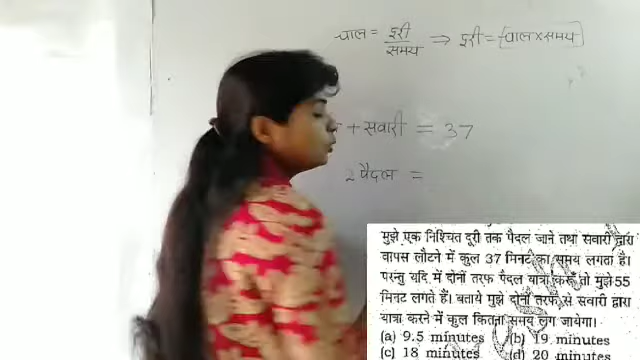 चाल = दूरी / समय ⇒ दूरी = [चाल × समय]
+ सवारी = 37
2 पैदल =
मुझे एक निश्चित दूरी तक पैदल जाने तथा सवारी द्वारा
वापस लौटने में कुल 37 मिनट का समय लगता है।
परन्तु यदि में दोनों तरफ पैदल यात्रा करूँ तो मुझे 55
मिनट लगते हैं। बताये मुझे दोनों तरफ से सवारी द्वारा
यात्रा करने में कुल कितना समय लग जायेगा।
(a) 9.5 minutes (b) 19 minutes
(c) 18 minutes (d) 20 minutes